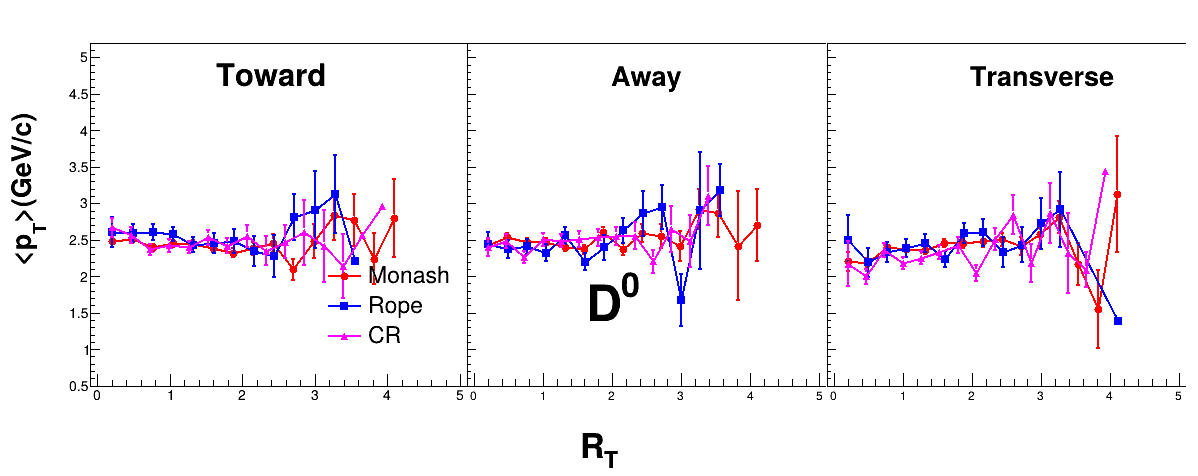 Toward
Away
Transverse
<p_T>(GeV/c)
5
4.5
4
3.5
3
2.5
2
1.5
1
0.5
Monash
Rope
CR
D^0
0 1 2 3 4 5
0 1 2 3 4 5
0 1 2 3 4 5
R_T